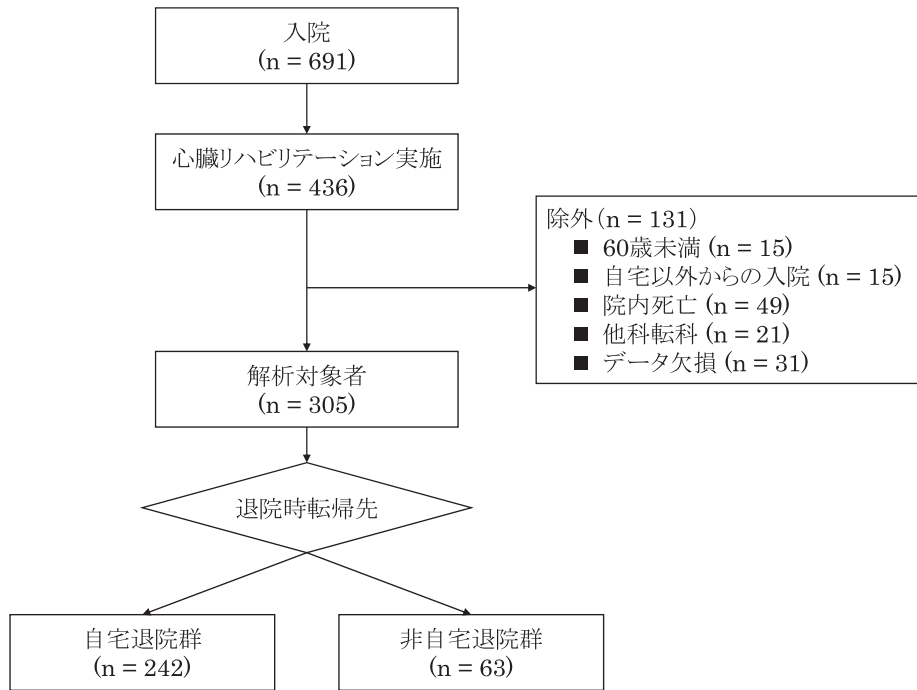 入院
(n = 691)
心臓リハビリテーション実施
(n = 436)
除外 (n = 131)
■ 60歳未満 (n = 15)
■ 自宅以外からの入院 (n = 15)
■ 院内死亡 (n = 49)
■ 他科転科 (n = 21)
■ データ欠損 (n = 31)
解析対象者
(n = 305)
退院時転帰先
自宅退院群
(n = 242)
非自宅退院群
(n = 63)